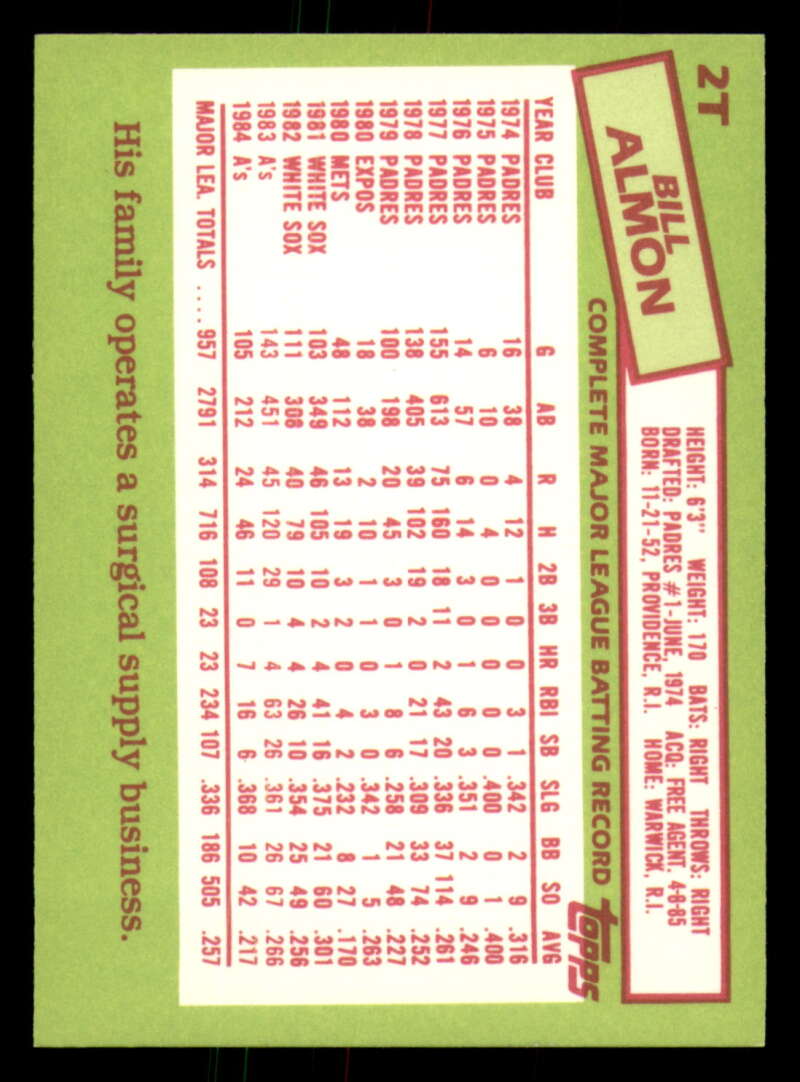 2T
BILL
ALMON
HEIGHT: 6'3" WEIGHT: 170 BATS: RIGHT THROWS: RIGHT
DRAFTED: PADRES #1-JUNE, 1974 ACQ: FREE AGENT. 4-8-85
BORN: 11-21-52, PROVIDENCE, R.I. HOME: WARWICK, R.I.
COMPLETE MAJOR LEAGUE BATTING RECORD
topps
YEAR CLUB G AB R H 2B 3B HR RBI SB SLG BB SO AVG
1974 PADRES 16 38 4 12 1 0 0 3 1 .342 2 9 .316
1975 PADRES 6 10 0 4 0 0 0 0 0 .400 0 1 .400
1976 PADRES 14 57 6 14 3 0 1 6 3 .351 2 9 .246
1977 PADRES 155 613 75 160 18 11 2 43 20 .336 37 114 .261
1978 PADRES 138 405 39 102 19 2 0 21 17 .309 33 74 .252
1979 PADRES 100 198 20 45 3 0 1 8 6 .258 21 48 .227
1980 EXPOS 18 38 2 10 1 1 0 3 0 .342 1 5 .263
1980 METS 48 112 13 19 3 2 0 4 2 .232 8 27 .170
1981 WHITE SOX 103 349 46 105 10 2 4 41 16 .375 21 60 .301
1982 WHITE SOX 111 308 40 79 10 4 4 26 10 .354 25 49 .256
1983 A's 143 451 45 120 29 1 4 63 26 .361 26 67 .266
1984 A's 105 212 24 46 11 0 7 16 6 .368 10 42 .217
MAJOR LEA. TOTALS .... 957 2791 314 716 108 23 23 234 107 .336 186 505 .257
His family operates a surgical supply business.